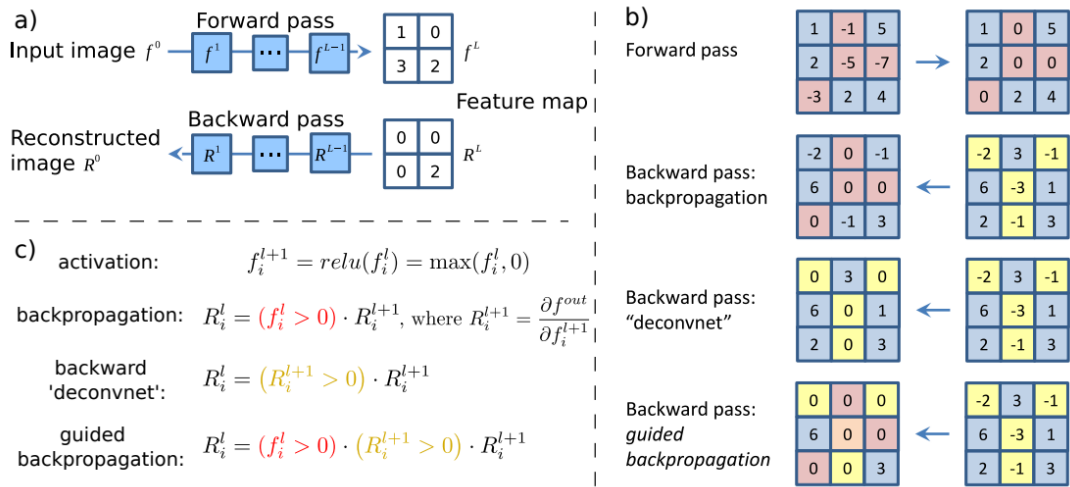 a)
Forward pass
Input image f^0
f^1
...
f^{L-1}
1 0
3 2
f^L
Feature map
Backward pass
Reconstructed
image R^0
R^1
...
R^{L-1}
0 0
0 2
R^L
b)
Forward pass
1 -1 5
2 -5 -7
-3 2 4
1 0 5
2 0 0
0 2 4
Backward pass:
backpropagation
-2 0 -1
6 0 0
0 -1 3
-2 3 -1
6 -3 1
2 -1 3
Backward pass:
“deconvnet”
0 3 0
6 0 1
2 0 3
-2 3 -1
6 -3 1
2 -1 3
Backward pass:
guided
backpropagation
0 0 0
6 0 0
0 0 3
-2 3 -1
6 -3 1
2 -1 3
c)
activation: f_i^{l+1} = relu(f_i^l) = max(f_i^l, 0)
backpropagation: R_i^l = (f_i^l > 0) · R_i^{l+1}, where R_i^{l+1} = ∂f^{out} / ∂f_i^{l+1}
backward
'deconvnet': R_i^l = (R_i^{l+1} > 0) · R_i^{l+1}
guided
backpropagation: R_i^l = (f_i^l > 0) · (R_i^{l+1} > 0) · R_i^{l+1}